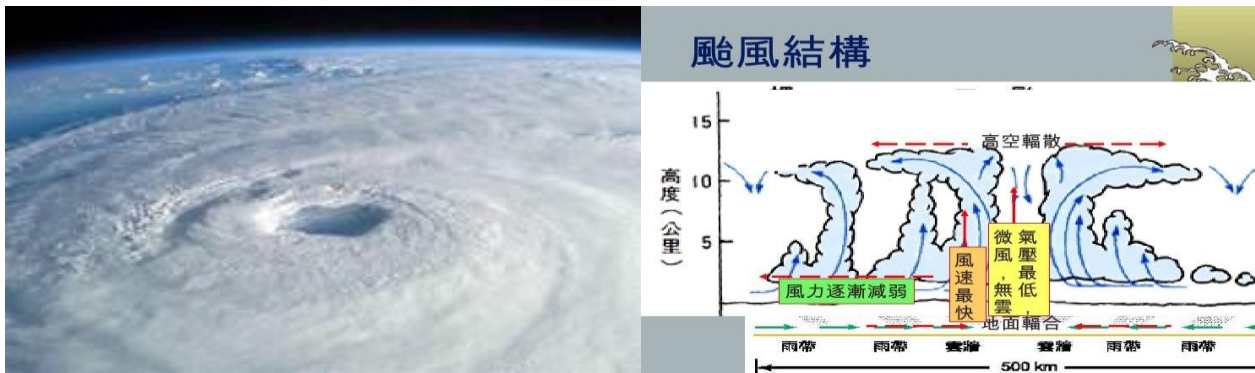 颱風結構
15
高空輻散
高度(公里)
10
5
風速最快
氣壓最低，
微風，無雲
風力逐漸減弱
地面輻合
雨帶 雨帶 雲牆 雲牆 雨帶 雨帶
500 km